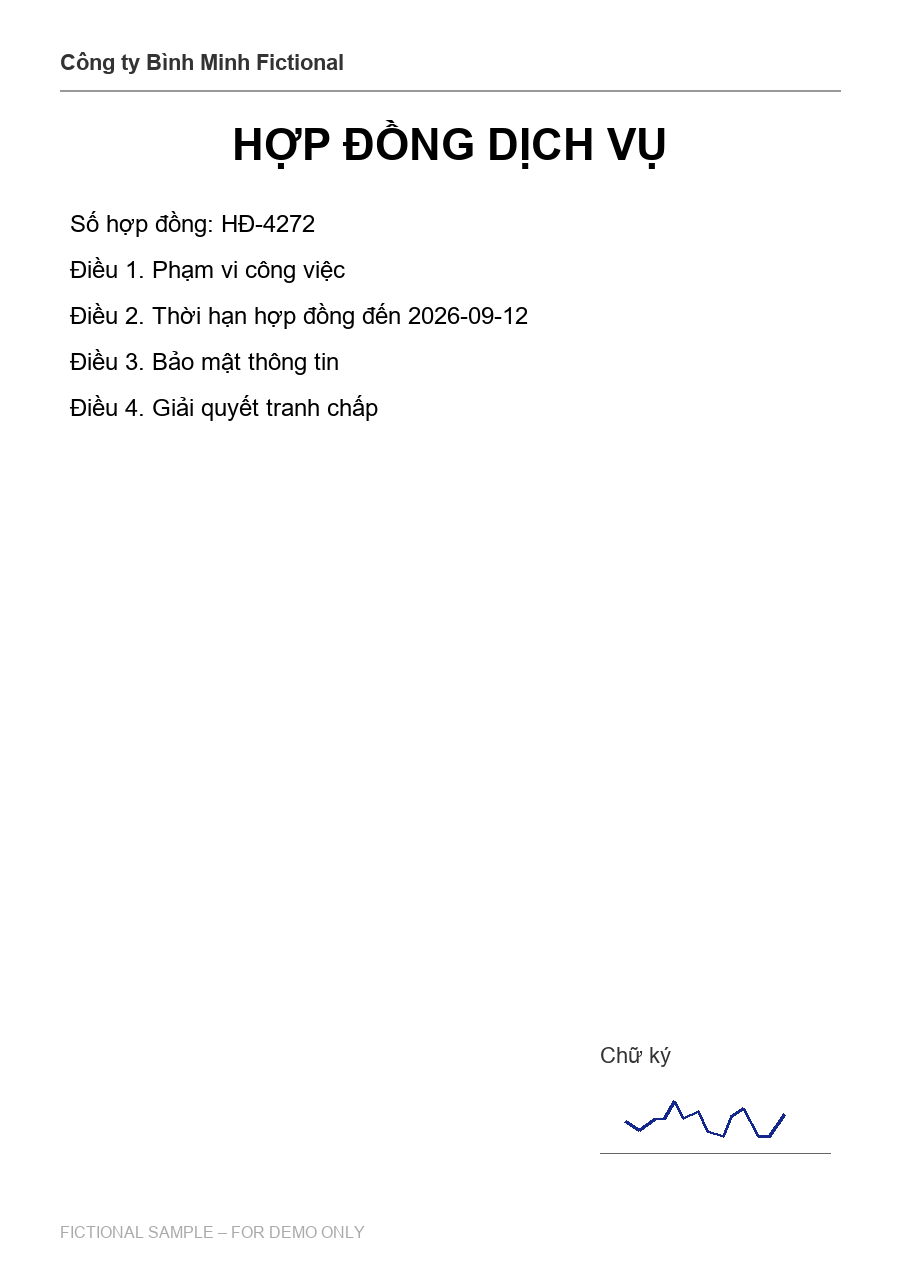 Công ty Bình Minh Fictional
HỢP ĐỒNG DỊCH VỤ
Số hợp đồng: HĐ-4272
Điều 1. Phạm vi công việc
Điều 2. Thời hạn hợp đồng đến 2026-09-12
Điều 3. Bảo mật thông tin
Điều 4. Giải quyết tranh chấp
Chữ ký
FICTIONAL SAMPLE – FOR DEMO ONLY